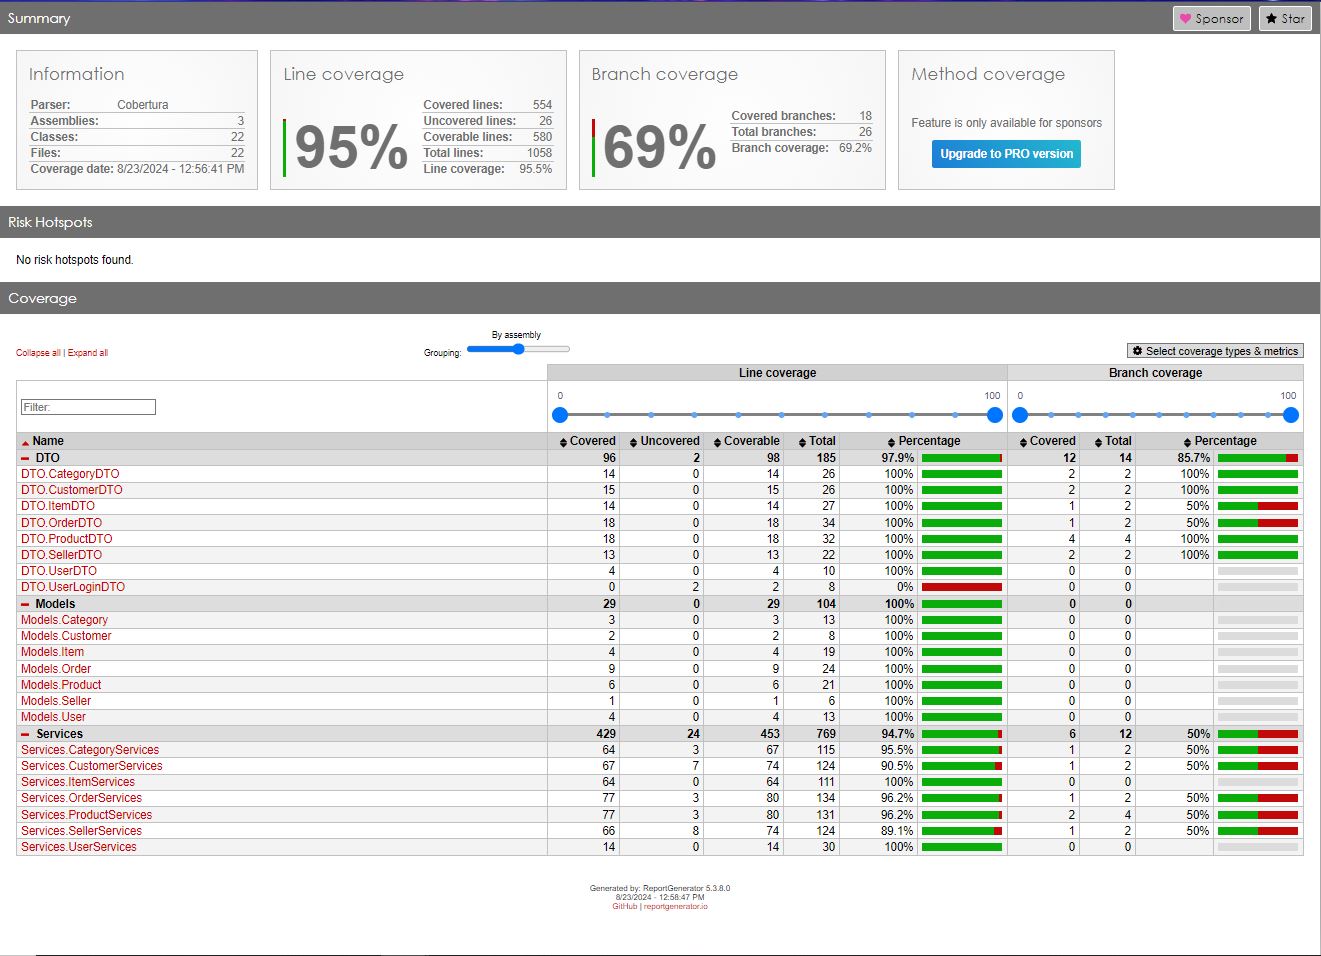 Summary
Sponsor
Star
Information
Parser: Cobertura
Assemblies: 3
Classes: 22
Files: 22
Coverage date: 8/23/2024 - 12:56:41 PM
Line coverage
95%
Covered lines: 554
Uncovered lines: 26
Coverable lines: 580
Total lines: 1058
Line coverage: 95.5%
Branch coverage
69%
Covered branches: 18
Total branches: 26
Branch coverage: 69.2%
Method coverage
Feature is only available for sponsors
Upgrade to PRO version
Risk Hotspots
No risk hotspots found.
Coverage
Collapse all | Expand all
By assembly
Grouping:
Select coverage types & metrics
Line coverage Branch coverage
Filter:
0 100 0 100
Name Covered Uncovered Coverable Total Percentage Covered Total Percentage
DTO 96 2 98 185 97.9% 12 14 85.7%
DTO.CategoryDTO 14 0 14 26 100% 2 2 100%
DTO.CustomerDTO 15 0 15 26 100% 2 2 100%
DTO.ItemDTO 14 0 14 27 100% 1 2 50%
DTO.OrderDTO 18 0 18 34 100% 1 2 50%
DTO.ProductDTO 18 0 18 32 100% 4 4 100%
DTO.SellerDTO 13 0 13 22 100% 2 2 100%
DTO.UserDTO 4 0 4 10 100% 0 0
DTO.UserLoginDTO 0 2 2 8 0% 0 0
Models 29 0 29 104 100% 0 0
Models.Category 3 0 3 13 100% 0 0
Models.Customer 2 0 2 8 100% 0 0
Models.Item 4 0 4 19 100% 0 0
Models.Order 9 0 9 24 100% 0 0
Models.Product 6 0 6 21 100% 0 0
Models.Seller 1 0 1 6 100% 0 0
Models.User 4 0 4 13 100% 0 0
Services 429 24 453 769 94.7% 6 12 50%
Services.CategoryServices 64 3 67 115 95.5% 1 2 50%
Services.CustomerServices 67 7 74 124 90.5% 1 2 50%
Services.ItemServices 64 0 64 111 100% 0 0
Services.OrderServices 77 3 80 134 96.2% 1 2 50%
Services.ProductServices 77 3 80 131 96.2% 2 4 50%
Services.SellerServices 66 8 74 124 89.1% 1 2 50%
Services.UserServices 14 0 14 30 100% 0 0
Generated by: ReportGenerator 5.3.8.0
8/23/2024 - 12:58:47 PM
GitHub | reportgenerator.io